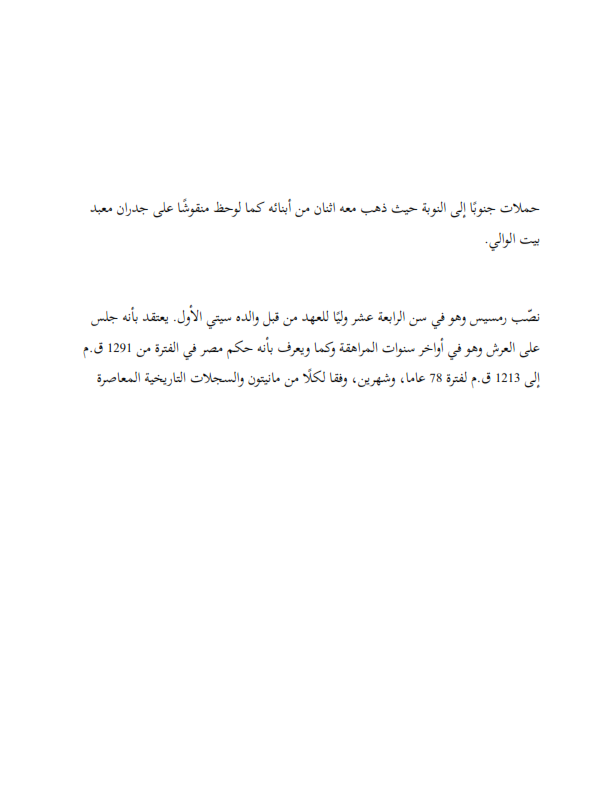 حملات جنوبًا إلى النوبة حيث ذهب معه اثنان من أبنائه كما لوحظ منقوشًا على جدران معبد
بيت الوالي.
نصّب رمسيس وهو في سن الرابعة عشر وليًا للعهد من قبل والده سيتي الأول. يعتقد بأنه جلس
على العرش وهو في أواخر سنوات المراهقة وكما ويعرف بأنه حكم مصر في الفترة من 1291 ق.م
إلى 1213 ق.م لفترة 78 عاما، وشهرين، وفقا لكلًا من مانيتون والسجلات التاريخية المعاصرة